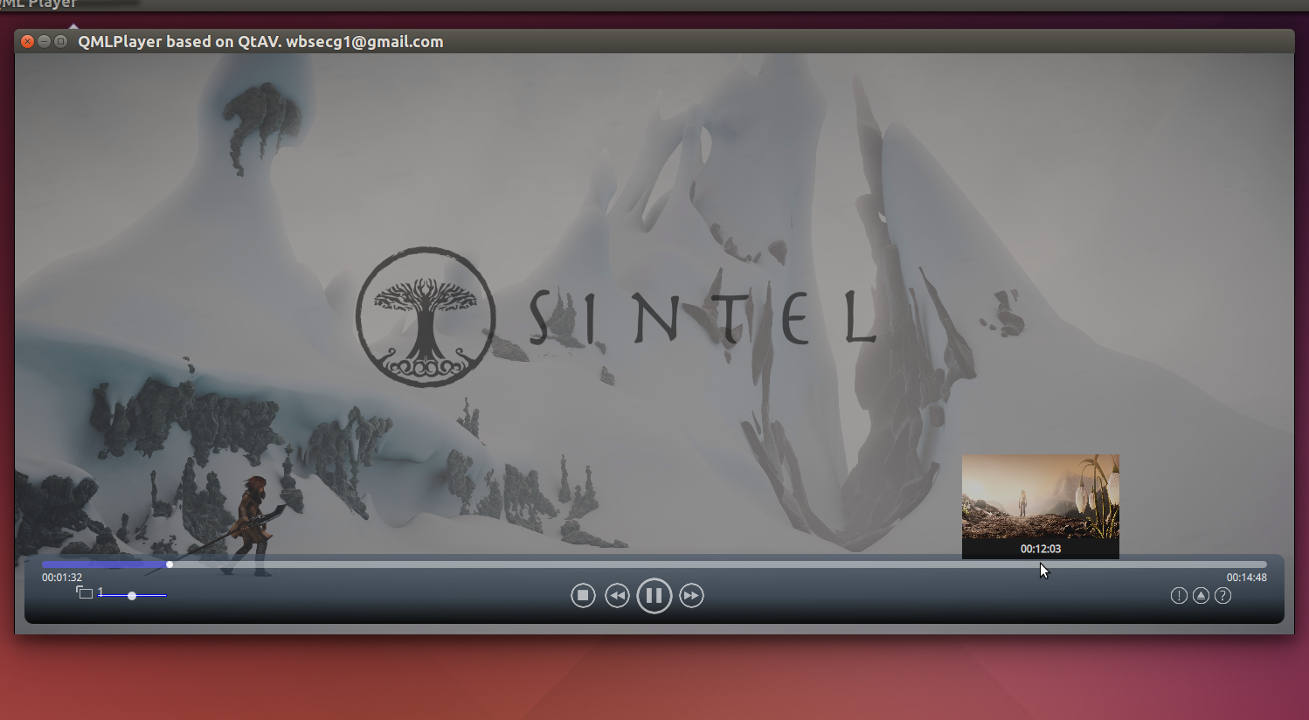 QML Player
QMLPlayer based on QtAV. wbsecg1@gmail.com
SINTEL
00:12:03
00:01:32
00:14:48
1
! ?